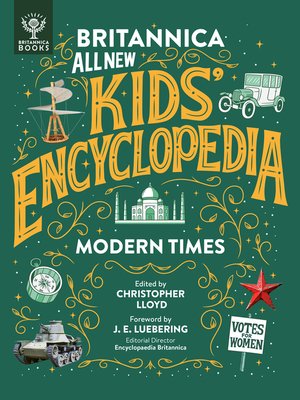 BRITANNICA
BOOKS
BRITANNICA
ALL NEW
KIDS'
ENCYCLOPEDIA
MODERN TIMES
Edited by
CHRISTOPHER
LLOYD
Foreword by
J. E. LUEBERING
Editorial Director
Encyclopaedia Britannica
VOTES
FOR
WOMEN